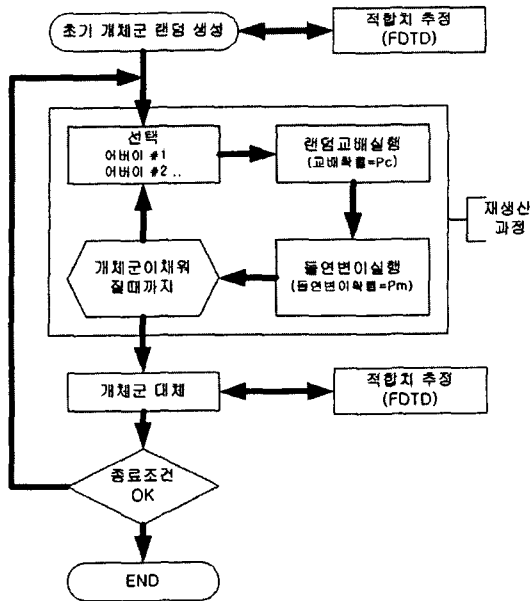 초기 개체군 랜덤 생성
적합치 추정
(FDTD)
선택
어버이 #1
어버이 #2 ..
랜덤교배실행
(교배확률=Pc)
재생산
과정
개체군이채워
질때까지
돌연변이실행
(돌연변이확률=Pm)
개체군 대체
적합치 추정
(FDTD)
종료조건
OK
END